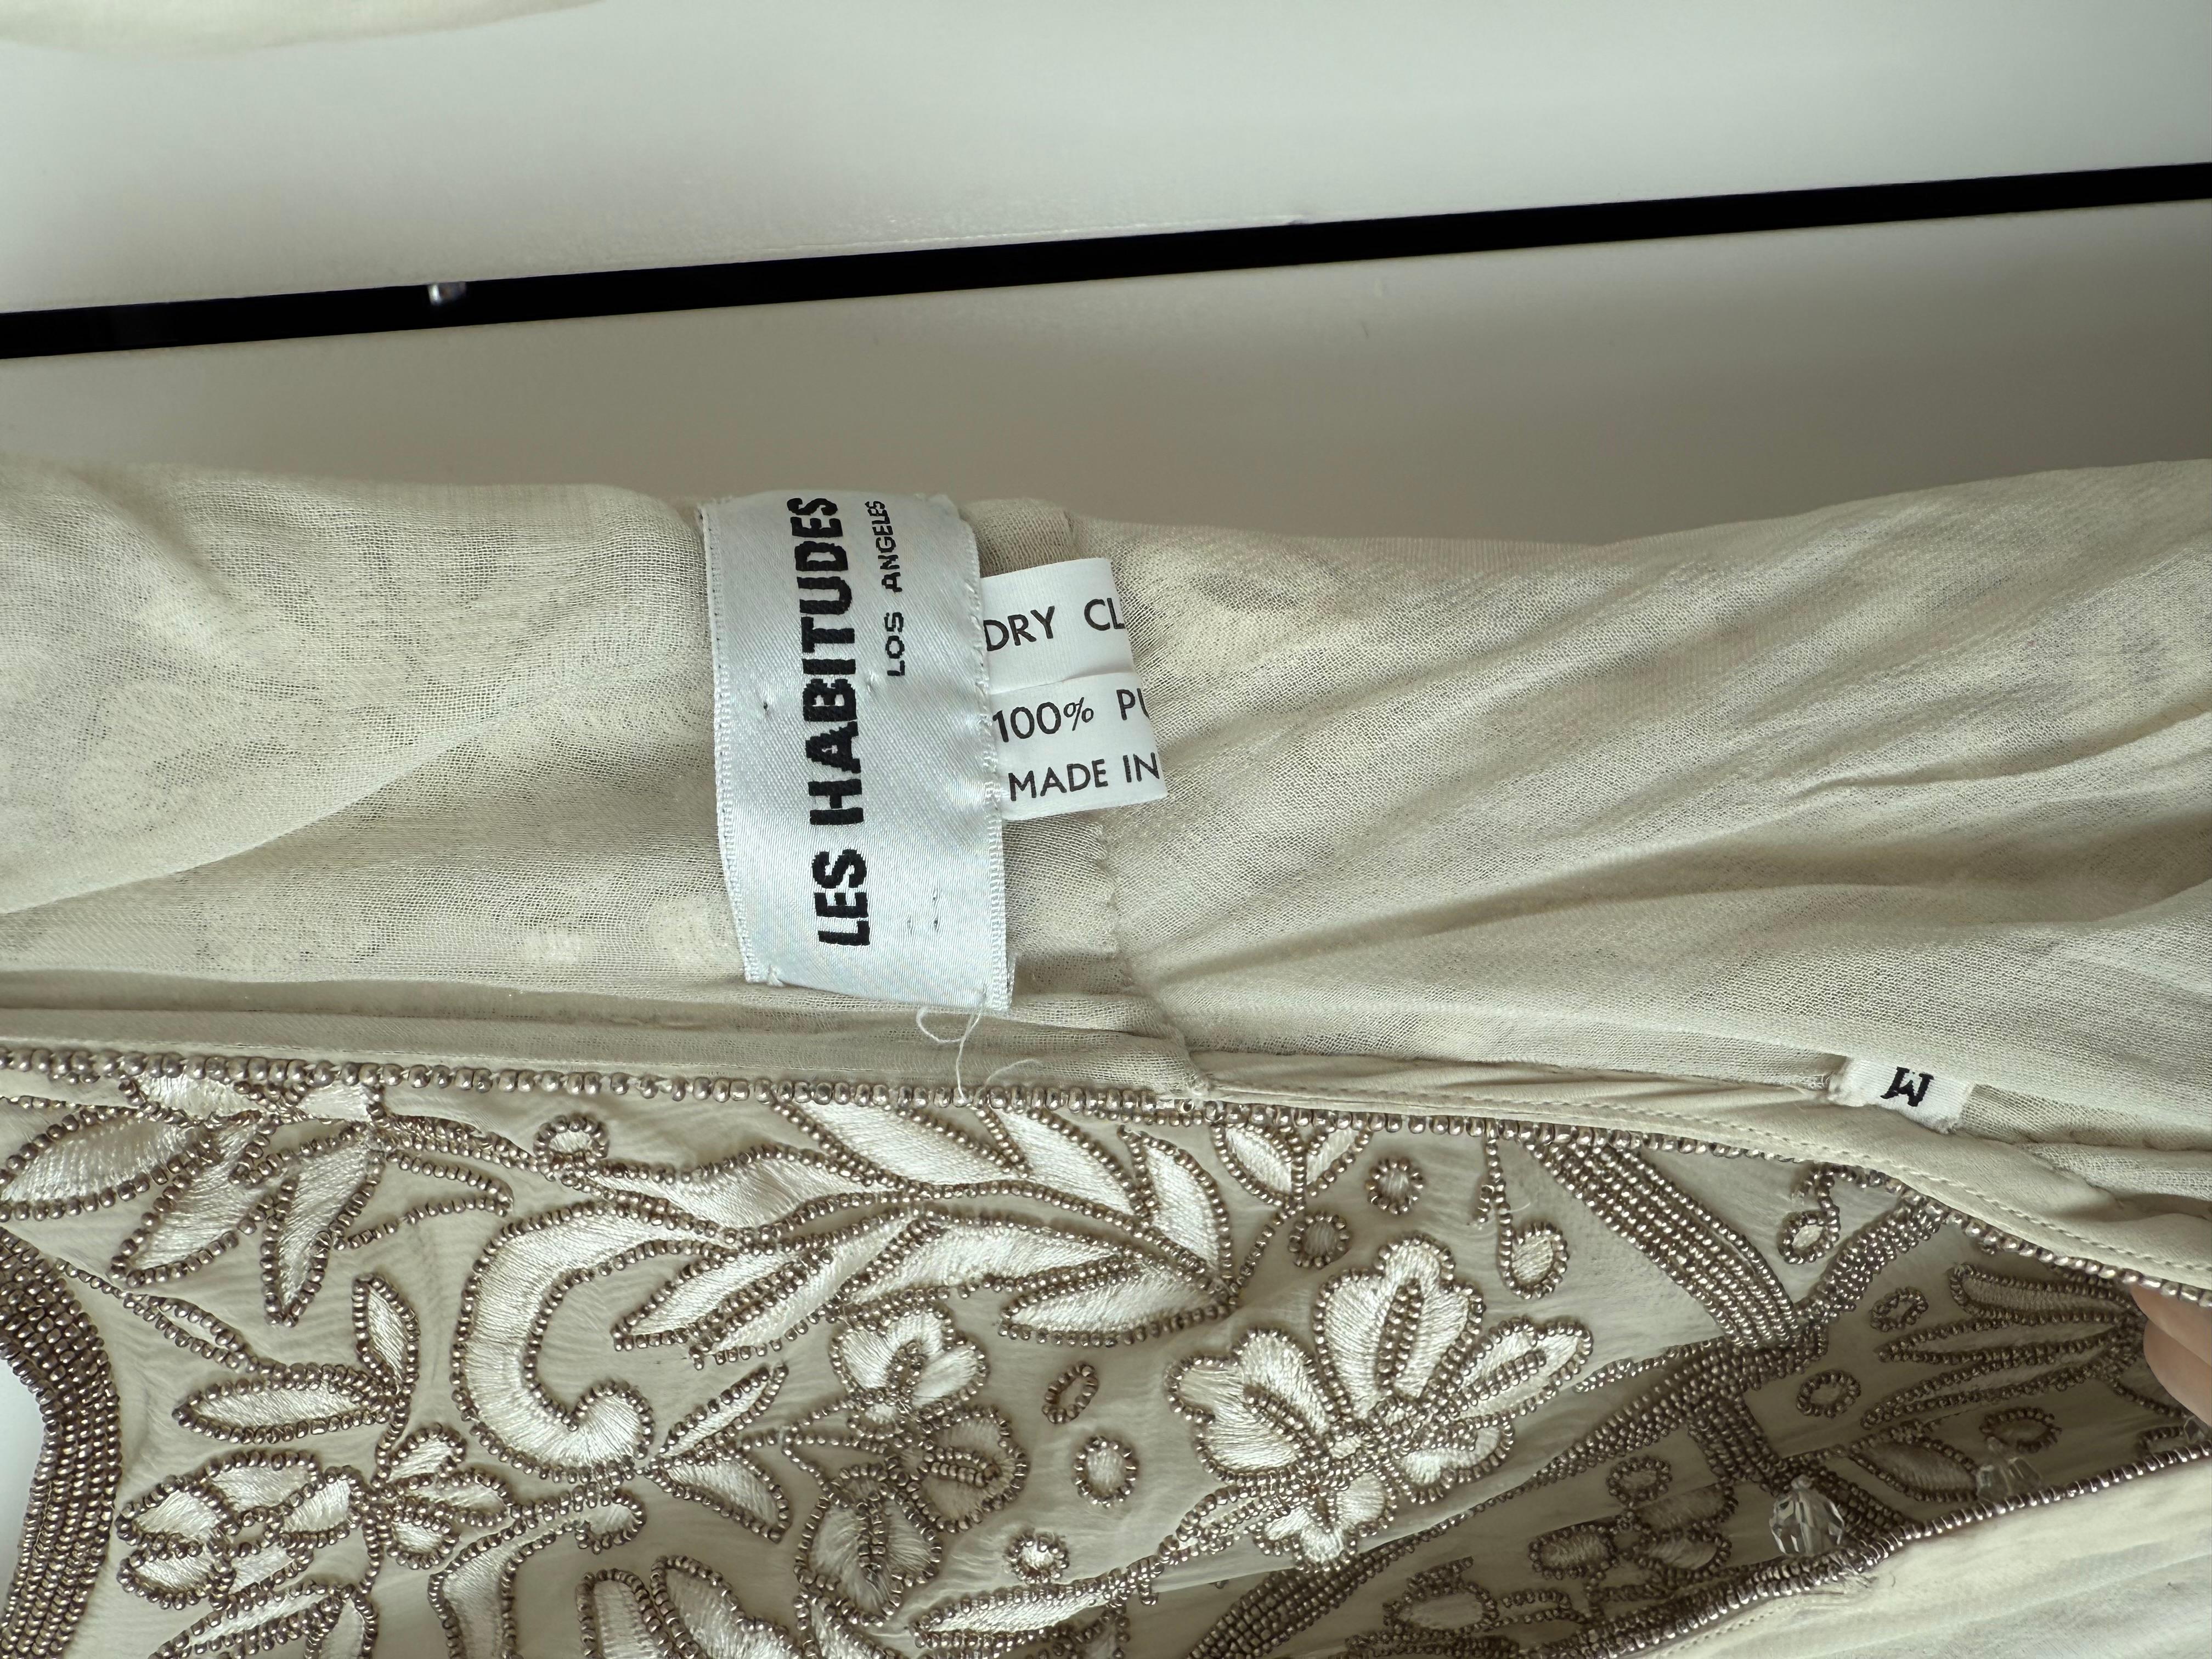 LES HABITUDES
LOS ANGELES
DRY CL
100% PU
MADE IN
M